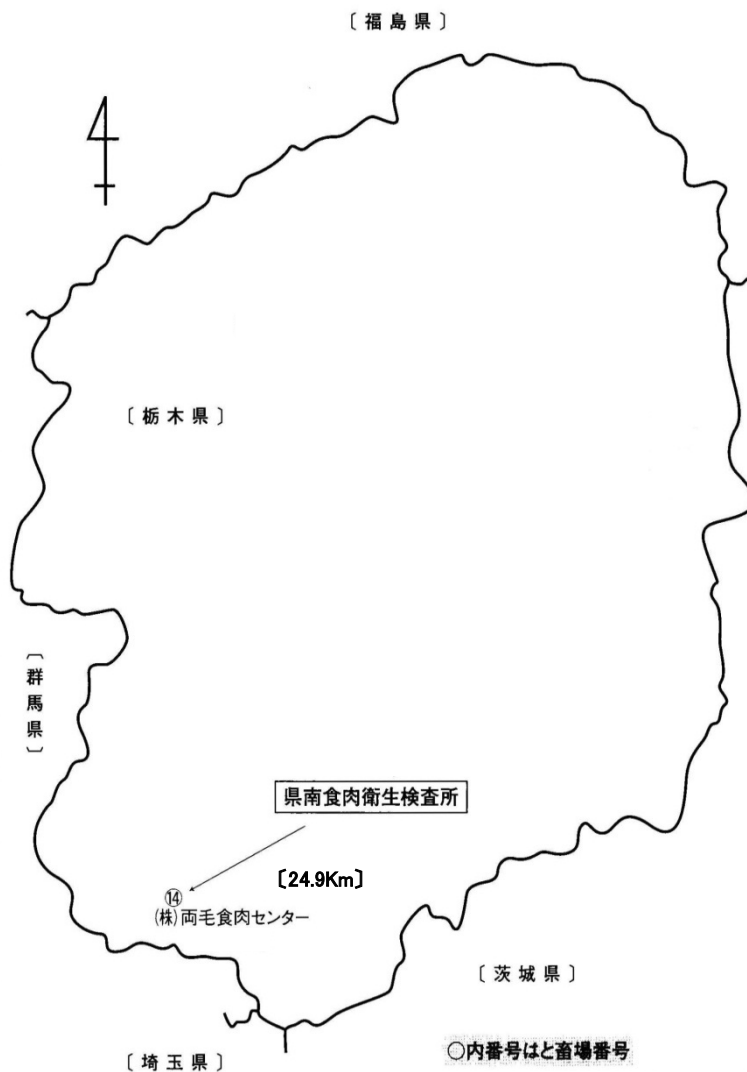 〔福島県〕
〔栃木県〕
〔群馬県〕
県南食肉衛生検査所
〔24.9Km〕
⑭
(株)両毛食肉センター
〔茨城県〕
〔埼玉県〕
○内番号はと畜場番号